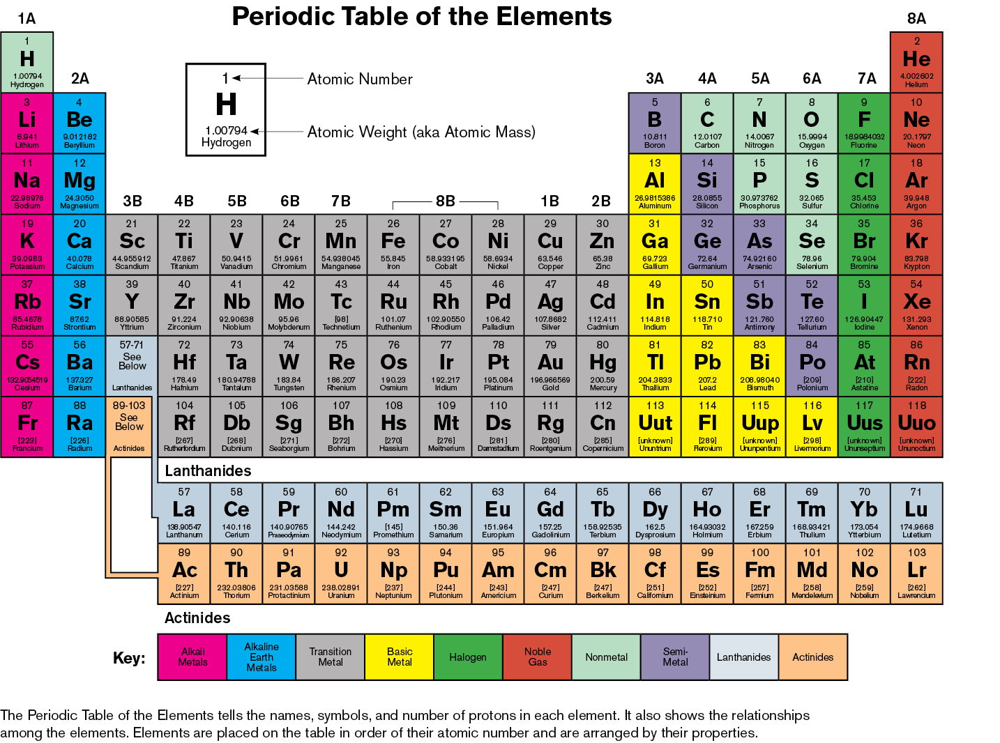 Periodic Table of the Elements
1A
8A
1
H
1.00794
Hydrogen
2
He
4.002602
Helium
1
H
1.00794
Hydrogen
Atomic Number
Atomic Weight (aka Atomic Mass)
2A
3A 4A 5A 6A 7A
3
Li
6.941
Lithium
4
Be
9.012182
Beryllium
5
B
10.811
Boron
6
C
12.0107
Carbon
7
N
14.0067
Nitrogen
8
O
15.9994
Oxygen
9
F
18.9984032
Fluorine
10
Ne
20.1797
Neon
11
Na
22.98976
Sodium
12
Mg
24.3050
Magnesium
13
Al
26.9815386
Aluminum
14
Si
28.0855
Silicon
15
P
30.973762
Phosphorus
16
S
32.065
Sulfur
17
Cl
35.453
Chlorine
18
Ar
39.948
Argon
3B 4B 5B 6B 7B 8B 1B 2B
19
K
39.0983
Potassium
20
Ca
40.078
Calcium
21
Sc
44.955912
Scandium
22
Ti
47.867
Titanium
23
V
50.9415
Vanadium
24
Cr
51.9961
Chromium
25
Mn
54.938045
Manganese
26
Fe
55.845
Iron
27
Co
58.933195
Cobalt
28
Ni
58.6934
Nickel
29
Cu
63.546
Copper
30
Zn
65.38
Zinc
31
Ga
69.723
Gallium
32
Ge
72.64
Germanium
33
As
74.92160
Arsenic
34
Se
78.96
Selenium
35
Br
79.904
Bromine
36
Kr
83.798
Krypton
37
Rb
85.4678
Rubidium
38
Sr
87.62
Strontium
39
Y
88.90585
Yttrium
40
Zr
91.224
Zirconium
41
Nb
92.90638
Niobium
42
Mo
95.96
Molybdenum
43
Tc
[98]
Technetium
44
Ru
101.07
Ruthenium
45
Rh
102.90550
Rhodium
46
Pd
106.42
Palladium
47
Ag
107.8682
Silver
48
Cd
112.411
Cadmium
49
In
114.818
Indium
50
Sn
118.710
Tin
51
Sb
121.760
Antimony
52
Te
127.60
Tellurium
53
I
126.90447
Iodine
54
Xe
131.293
Xenon
55
Cs
132.9054519
Cesium
56
Ba
137.327
Barium
57-71
See
Below
Lanthanides
72
Hf
178.49
Hafnium
73
Ta
180.94788
Tantalum
74
W
183.84
Tungsten
75
Re
186.207
Rhenium
76
Os
190.23
Osmium
77
Ir
192.217
Iridium
78
Pt
195.084
Platinum
79
Au
196.966569
Gold
80
Hg
200.59
Mercury
81
Tl
204.3833
Thallium
82
Pb
207.2
Lead
83
Bi
208.98040
Bismuth
84
Po
[209]
Polonium
85
At
[210]
Astatine
86
Rn
[222]
Radon
87
Fr
[223]
Francium
88
Ra
[226]
Radium
89-103
See
Below
Actinides
104
Rf
[267]
Rutherfordium
105
Db
[268]
Dubnium
106
Sg
[271]
Seaborgium
107
Bh
[272]
Bohrium
108
Hs
[270]
Hassium
109
Mt
[276]
Meitnerium
110
Ds
[281]
Darmstadtium
111
Rg
[280]
Roentgenium
112
Cn
[285]
Copernicium
113
Uut
[unknown]
Ununtrium
114
Fl
[289]
Flerovium
115
Uup
[unknown]
Ununpentium
116
Lv
[298]
Livermorium
117
Uus
[unknown]
Ununseptium
118
Uuo
[unknown]
Ununoctium
Lanthanides
57
La
138.90547
Lanthanum
58
Ce
140.116
Cerium
59
Pr
140.90765
Praseodymium
60
Nd
144.242
Neodymium
61
Pm
[145]
Promethium
62
Sm
150.36
Samarium
63
Eu
151.964
Europium
64
Gd
157.25
Gadolinium
65
Tb
158.92535
Terbium
66
Dy
162.5
Dysprosium
67
Ho
164.93032
Holmium
68
Er
167.259
Erbium
69
Tm
168.93421
Thulium
70
Yb
173.054
Ytterbium
71
Lu
174.9668
Lutetium
89
Ac
[227]
Actinium
90
Th
232.03806
Thorium
91
Pa
231.03588
Protactinium
92
U
238.02891
Uranium
93
Np
[237]
Neptunium
94
Pu
[244]
Plutonium
95
Am
[243]
Americium
96
Cm
[247]
Curium
97
Bk
[247]
Berkelium
98
Cf
[251]
Californium
99
Es
[252]
Einsteinium
100
Fm
[257]
Fermium
101
Md
[258]
Mendelevium
102
No
[259]
Nobelium
103
Lr
[262]
Lawrencium
Actinides
Key:
Alkali
Metals
Alkaline
Earth
Metals
Transition
Metal
Basic
Metal
Halogen
Noble
Gas
Nonmetal
Semi-
Metal
Lanthanides
Actinides
The Periodic Table of the Elements tells the names, symbols, and number of protons in each element. It also shows the relationships
among the elements. Elements are placed on the table in order of their atomic number and are arranged by their properties.